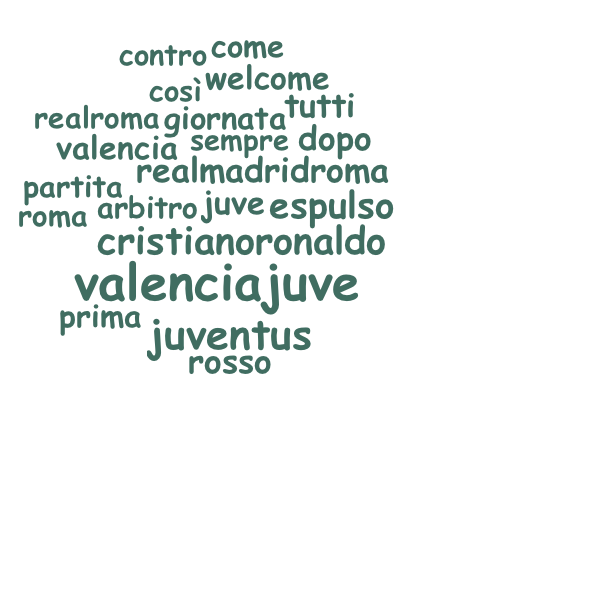 contro come
così welcome
realroma giornata tutti
valencia sempre dopo
realmadridroma
partita
roma arbitro juve espulso
cristianoronaldo
valenciajuve
prima
juventus
rosso